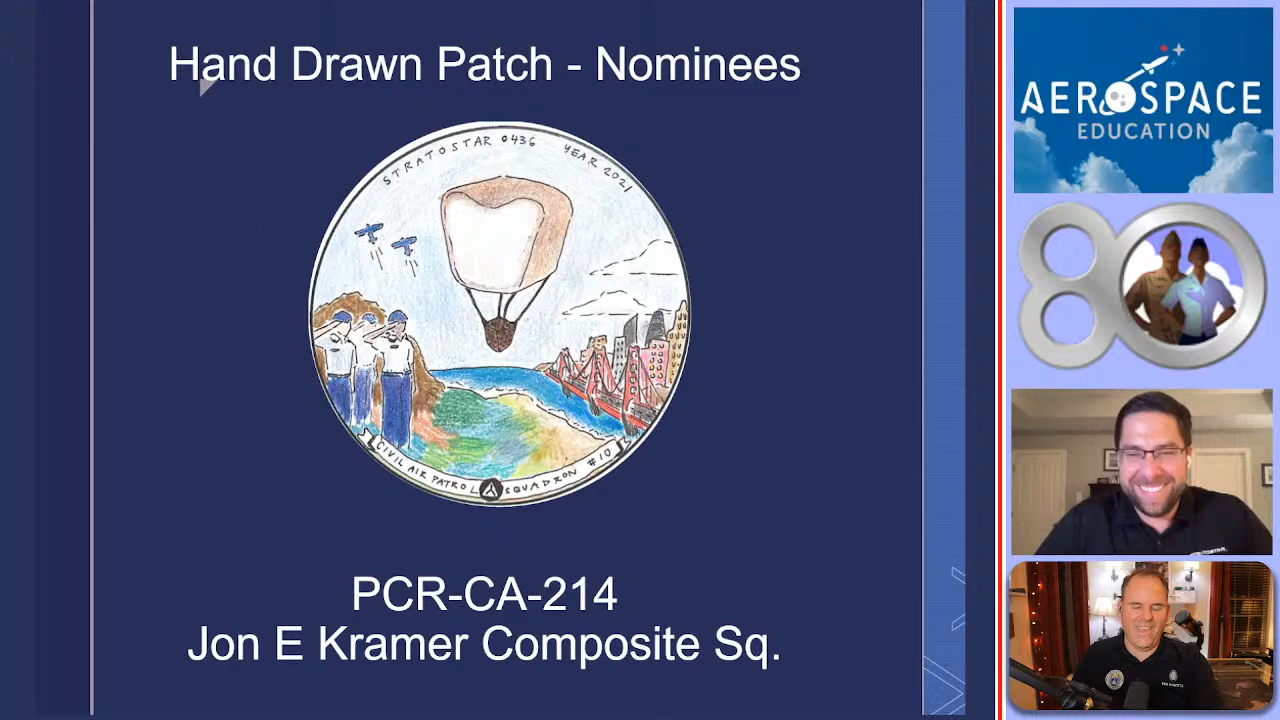 Hand Drawn Patch - Nominees
STRATOSTAR 0436 YEAR 2021
CIVIL AIR PATROL SQUADRON #10
PCR-CA-214
Jon E Kramer Composite Sq.
AEROSPACE
EDUCATION
80